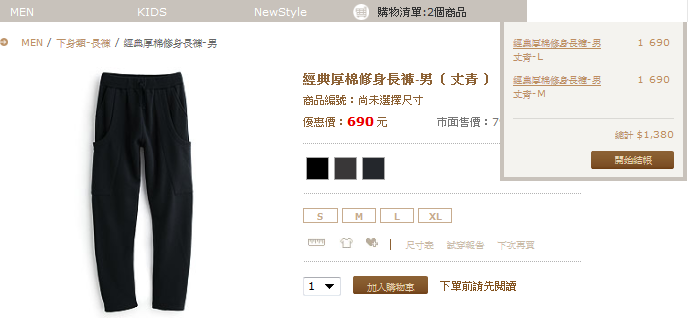 MEN KIDS NewStyle 購物清單:2個商品
MEN / 下身類-長褲 / 經典厚棉修身長褲-男
經典厚棉修身長褲-男 1 690
丈青-L
經典厚棉修身長褲-男 1 690
丈青-M
總計 $1,380
開始結帳
經典厚棉修身長褲-男 ( 丈青 )
商品編號：尚未選擇尺寸
優惠價：690 元 市面售價：7
S M L XL
尺寸表 試穿報告 下次再買
1 加入購物車 下單前請先閱讀